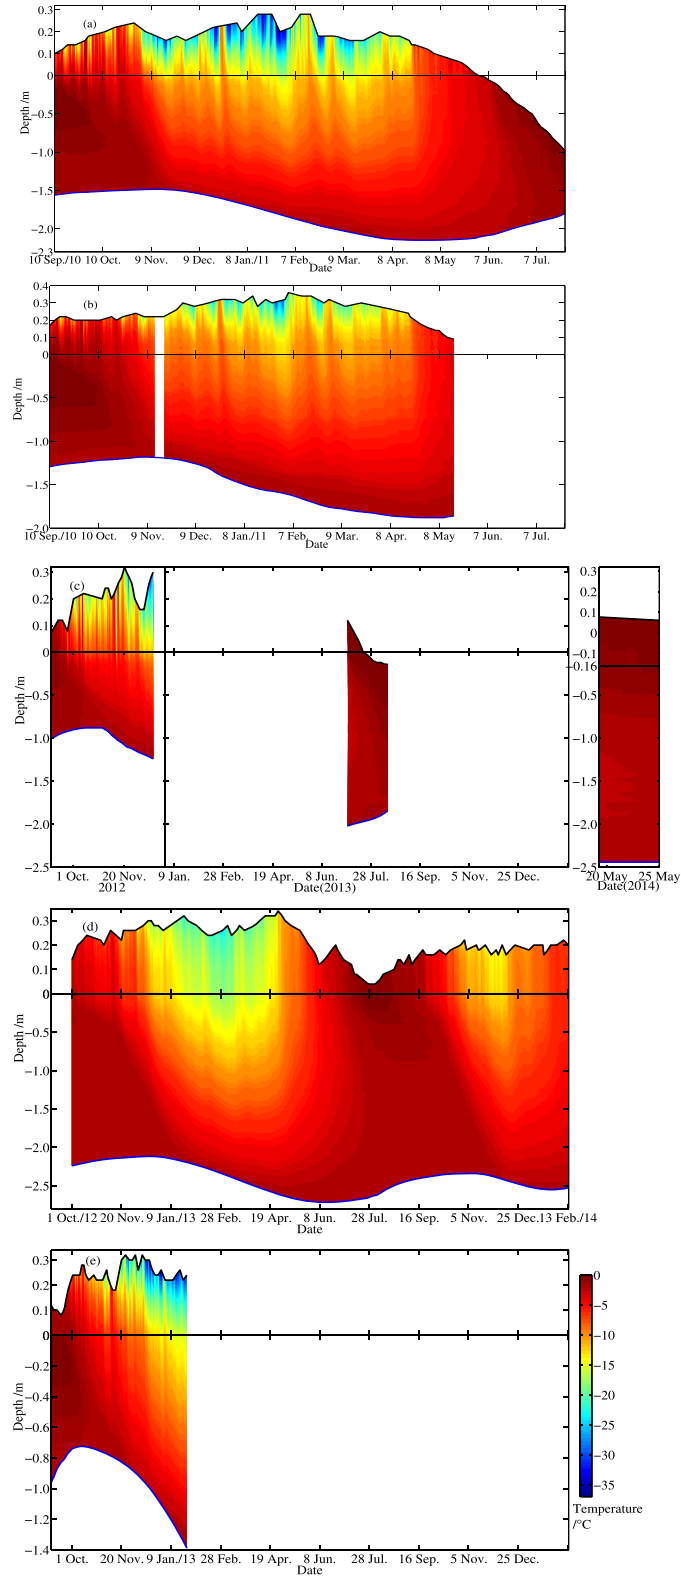 0.3
(a)
0.2
0.1
0
−0.5
−1.0
−1.5
−2.0
−2.3
Depth /m
10 Sep./10 10 Oct. 9 Nov. 9 Dec. 8 Jan./11 7 Feb. 9 Mar. 8 Apr. 8 May 7 Jun. 7 Jul.
Date
0.4
(b)
0.3
0.2
0.1
0
−0.5
−1.0
−1.5
−2.0
Depth /m
10 Sep./10 10 Oct. 9 Nov. 9 Dec. 8 Jan./11 7 Feb. 9 Mar. 8 Apr. 8 May 7 Jun. 7 Jul.
Date
(c)
0.3
0.2
0.1
0
−0.5
−1.0
−1.5
−2.0
−2.5
Depth /m
1 Oct. 20 Nov. 9 Jan. 28 Feb. 19 Apr. 8 Jun. 28 Jul. 16 Sep. 5 Nov. 25 Dec.
2012 Date(2013)
0.3
0.2
0.1
0
−0.1
−0.16
−0.5
−1.0
−1.5
−2.0
−2.5
20 May 25 May
Date(2014)
(d)
0.3
0.2
0.1
0
−0.5
−1.0
−1.5
−2.0
−2.5
Depth /m
1 Oct./12 20 Nov. 9 Jan./13 28 Feb. 19 Apr. 8 Jun. 28 Jul. 16 Sep. 5 Nov. 25 Dec. 13 Feb./14
Date
(e)
0.3
0.2
0.1
0
−0.2
−0.4
−0.6
−0.8
−1.0
−1.2
−1.4
Depth /m
1 Oct. 20 Nov. 9 Jan./13 28 Feb. 19 Apr. 8 Jun. 28 Jul. 16 Sep. 5 Nov. 25 Dec.
Date
0
−5
−10
−15
−20
−25
−30
−35
Temperature
/°C